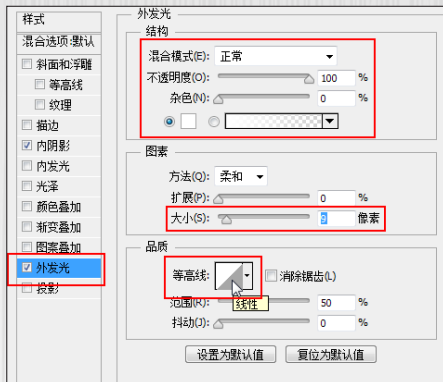 样式
混合选项:默认
斜面和浮雕
等高线
纹理
描边
内阴影
内发光
光泽
颜色叠加
渐变叠加
图案叠加
外发光
投影
外发光
结构
混合模式(E): 正常
不透明度(O): 100 %
杂色(N): 0 %
图素
方法(Q): 柔和
扩展(P): 0 %
大小(S): 9 像素
品质
等高线: 消除锯齿(L)
线性
范围(R): 50 %
抖动(J): 0 %
设置为默认值 复位为默认值